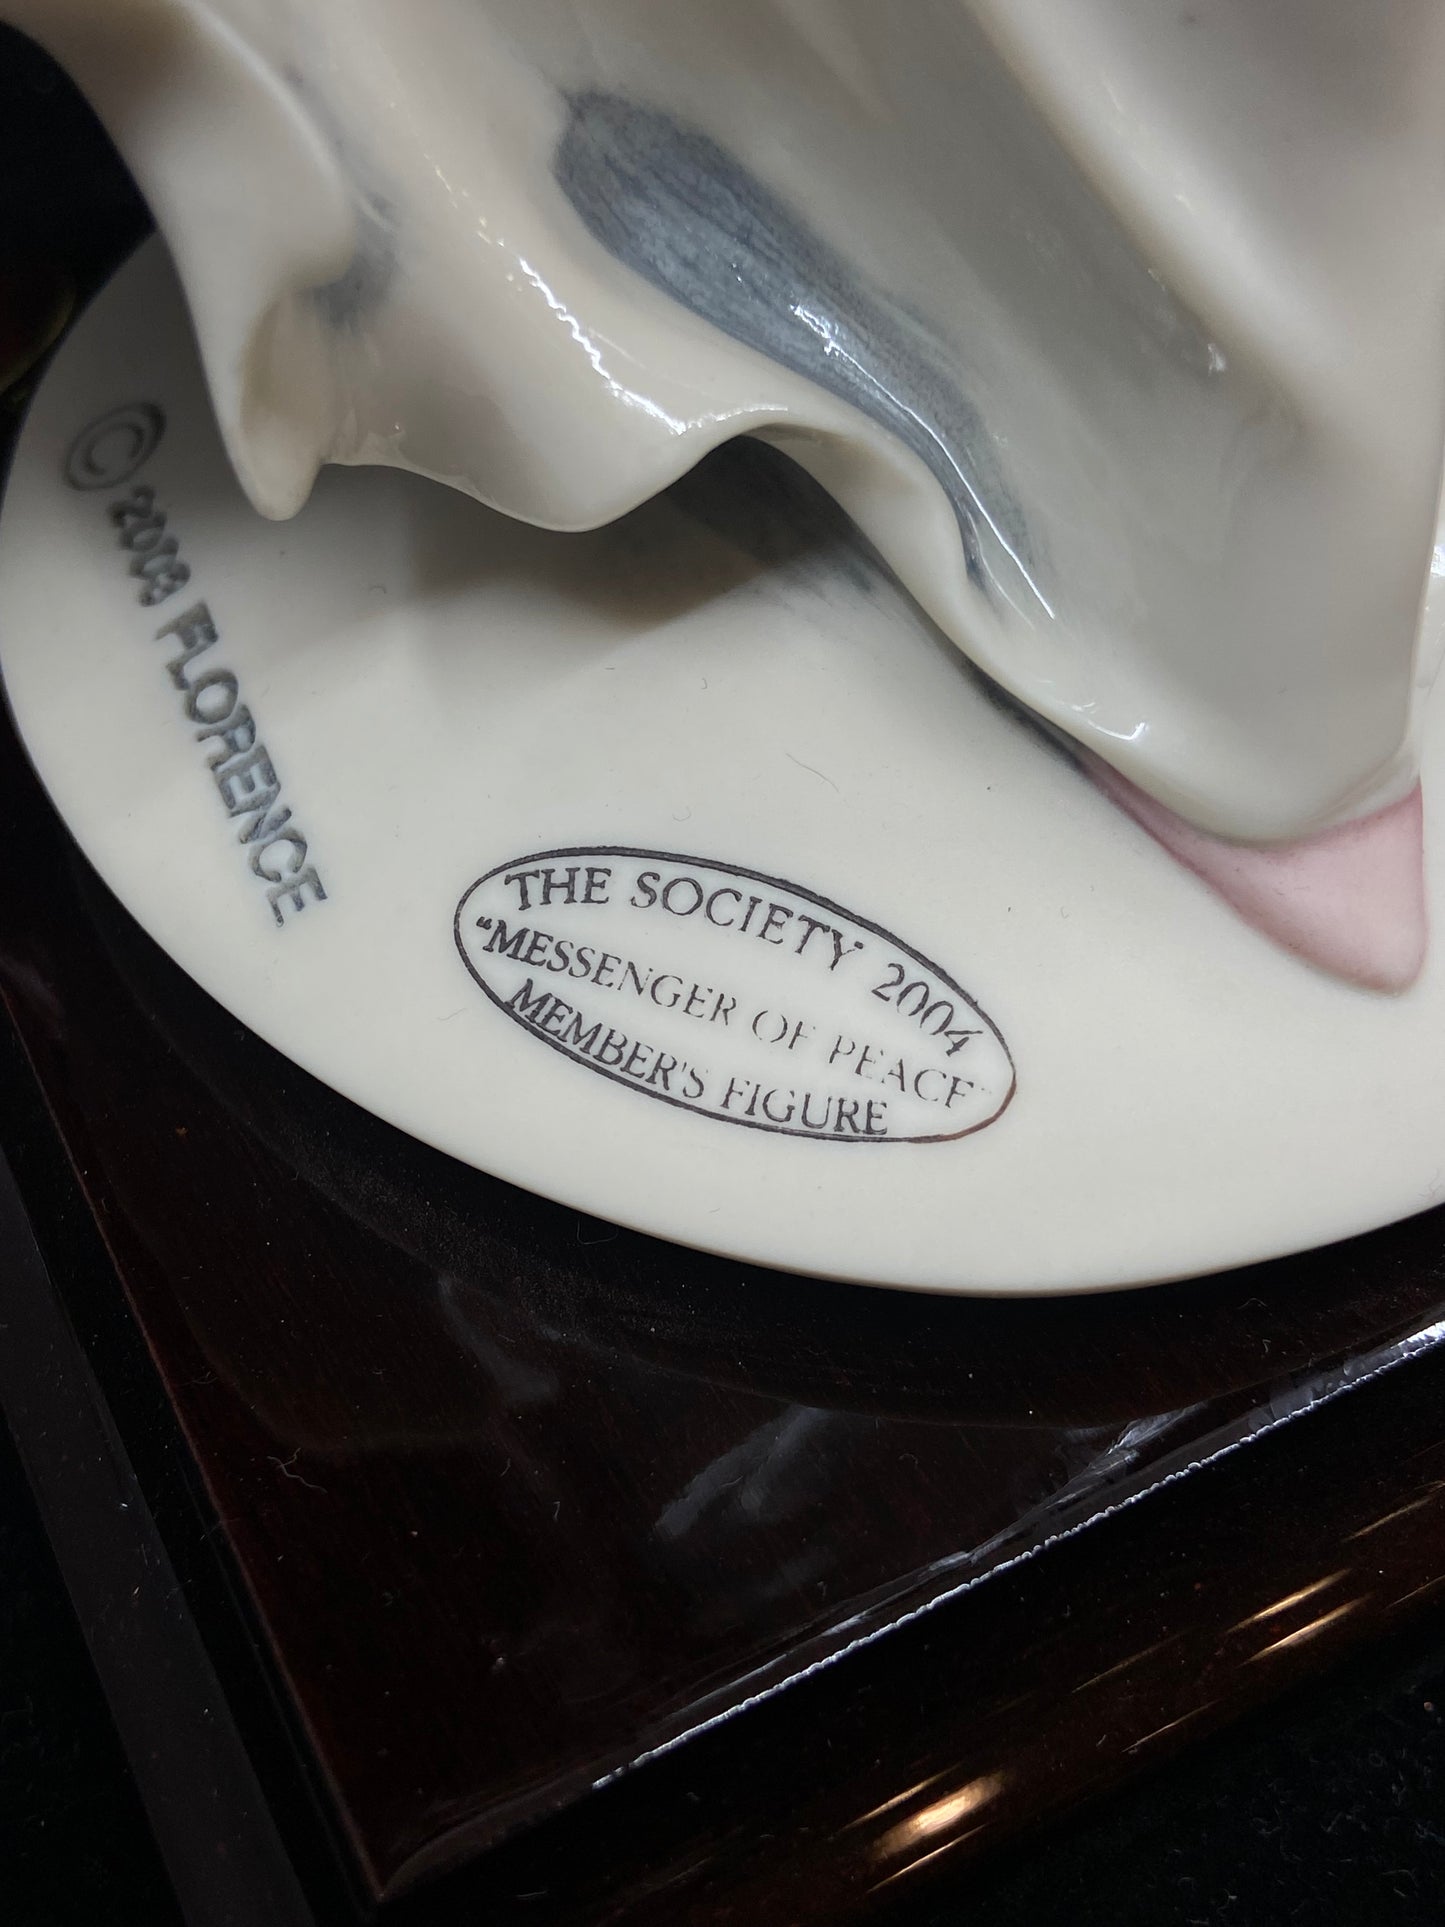 © 2003 FLORENCE
THE SOCIETY 2004
"MESSENGER OF PEACE"
MEMBER'S FIGURE